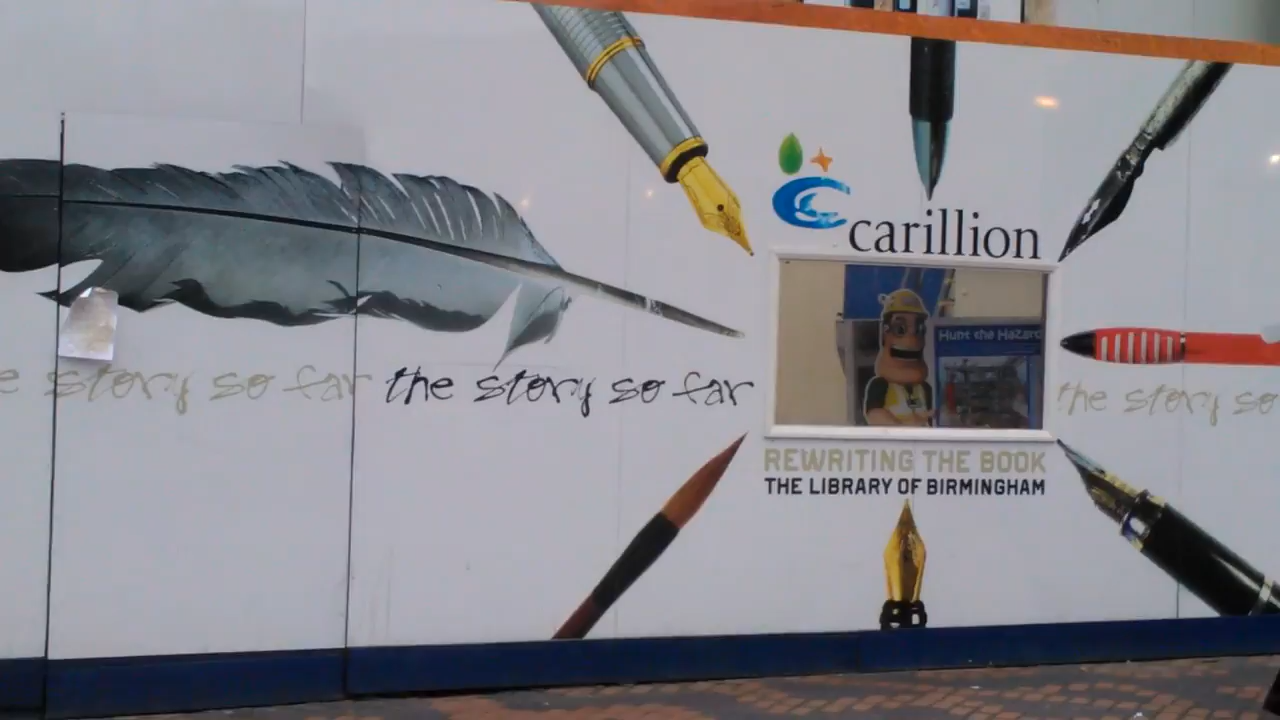 carillion
Hunt the Hazard
e story so far the story so far the story so
REWRITING THE BOOK
THE LIBRARY OF BIRMINGHAM